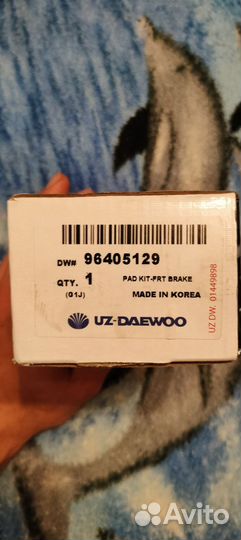 DW# 96405129
QTY. 1 PAD KIT-FRT BRAKE
(G1J) MADE IN KOREA
UZ-DAEWOO
UZ DW 01449898
Avito